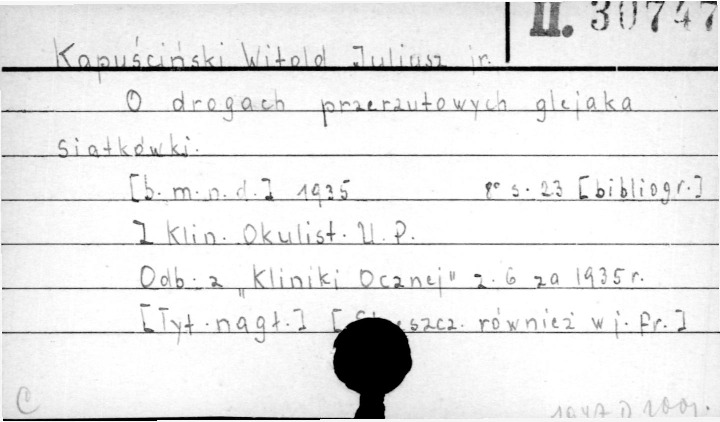 II. 30747
Kapuściński Witold Juliusz jr.
O drogach przerzutowych glejaka
siatkówki.
[b. m. n. d.] 1935 8° s. 23 [bibliogr.]
Z Klin. Okulist. U. P.
Odb. z "Kliniki Ocznej" z. 6 za 1935 r.
[Tyt. nagł.] [ szcz. również w j. fr.]
C